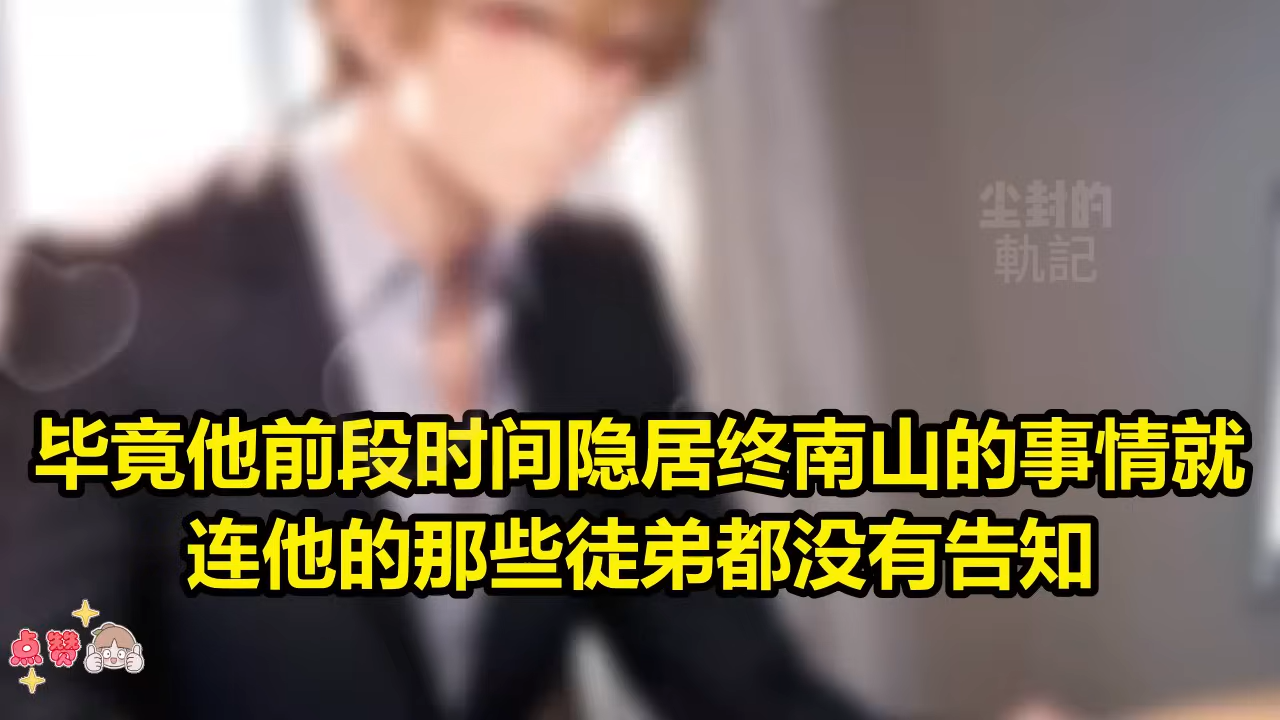 尘封的
軌記
毕竟他前段时间隐居终南山的事情就
连他的那些徒弟都没有告知
点赞